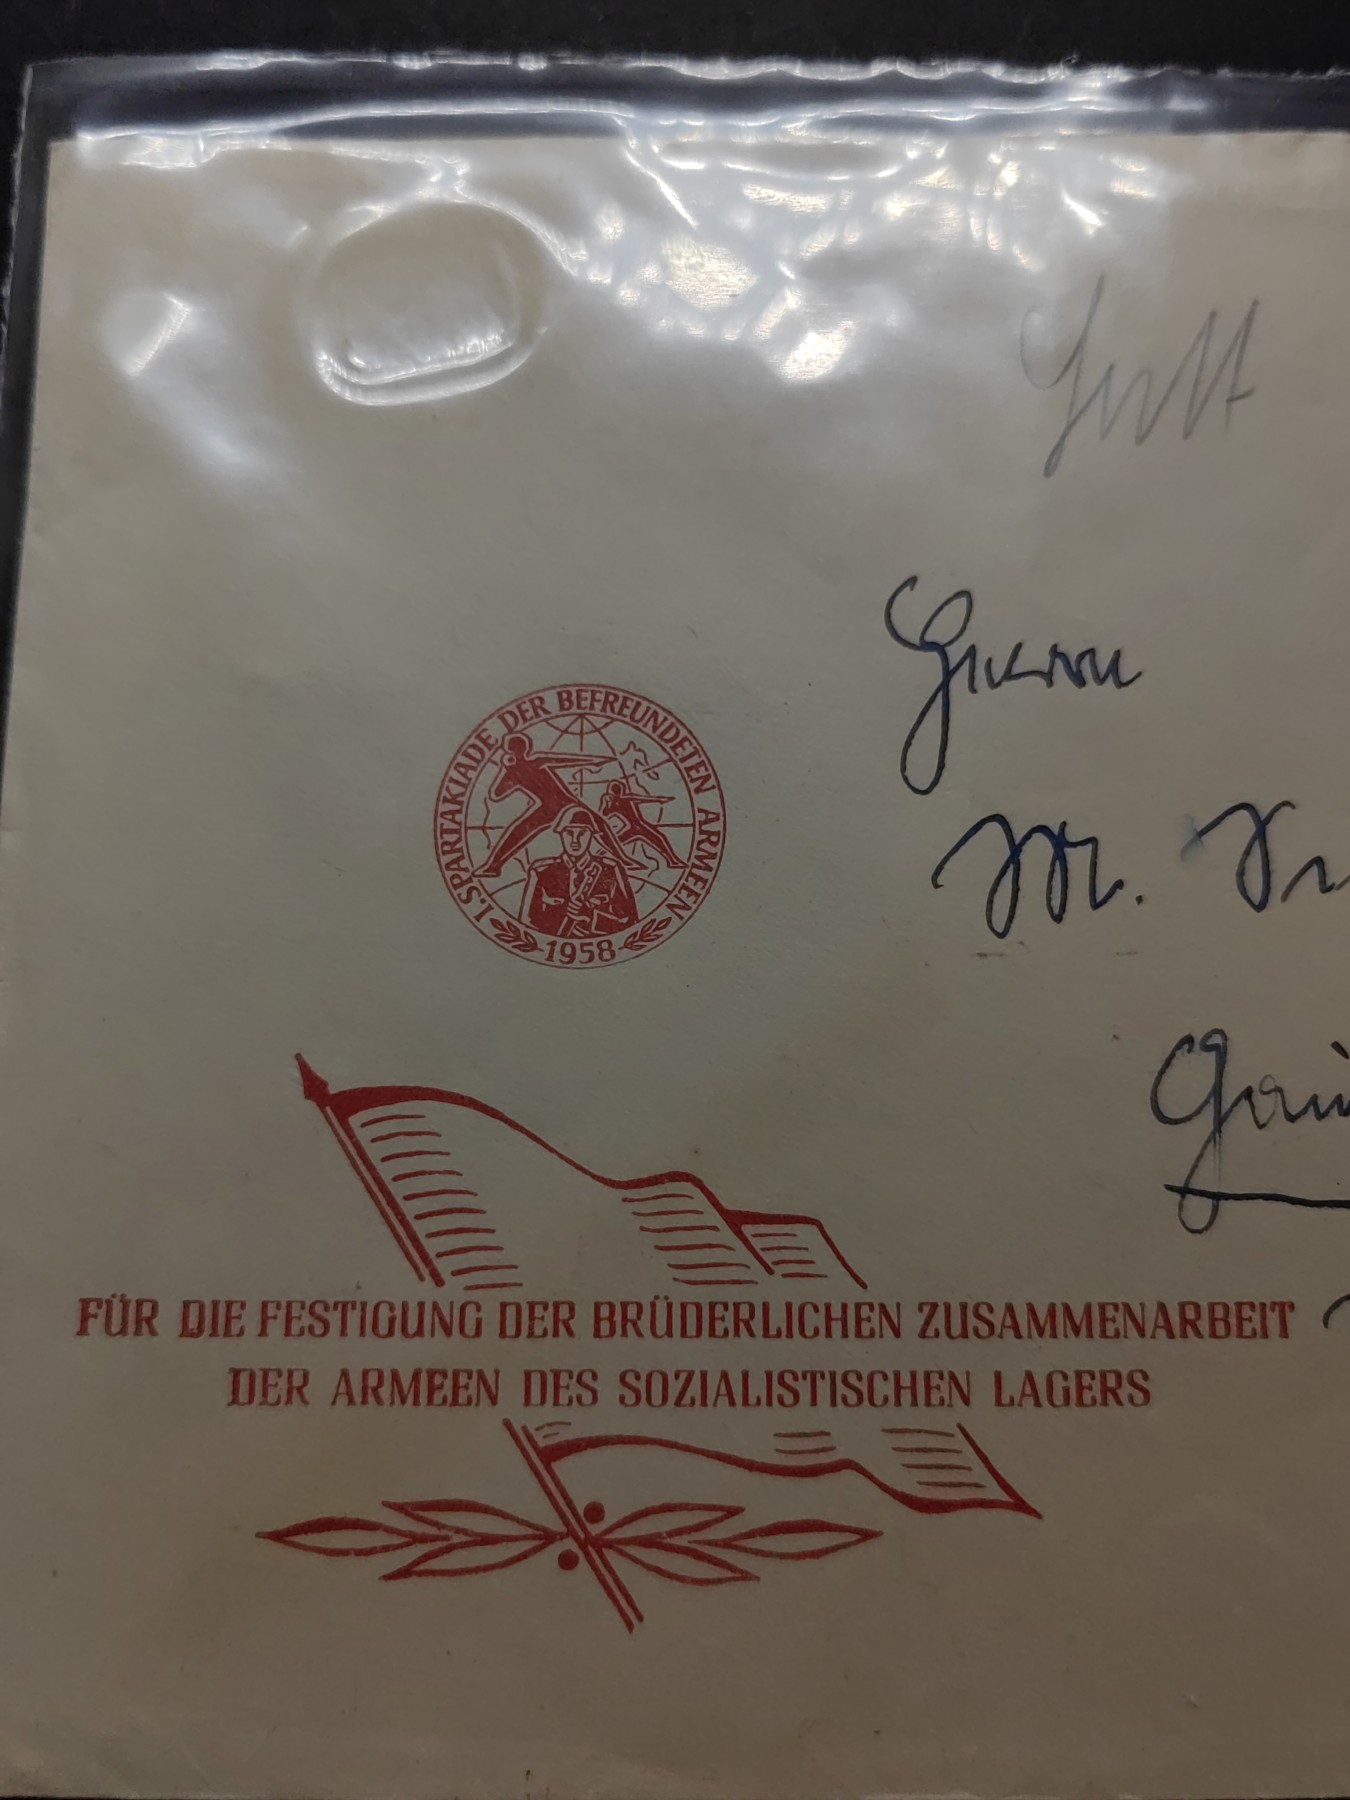 Herrn
I. SPARTAKIADE DER BEFREUNDETEN ARMEEN
1958
FÜR DIE FESTIGUNG DER BRÜDERLICHEN ZUSAMMENARBEIT
DER ARMEEN DES SOZIALISTISCHEN LAGERS